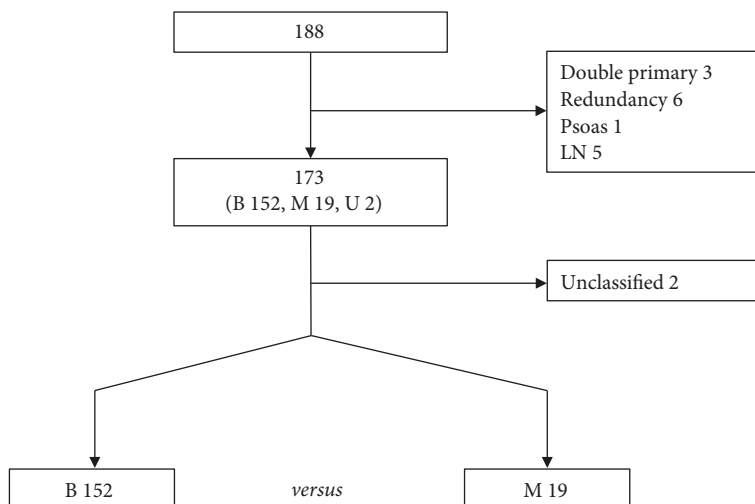 188
Double primary 3
Redundancy 6
Psoas 1
LN 5
173
(B 152, M 19, U 2)
Unclassified 2
B 152
versus
M 19